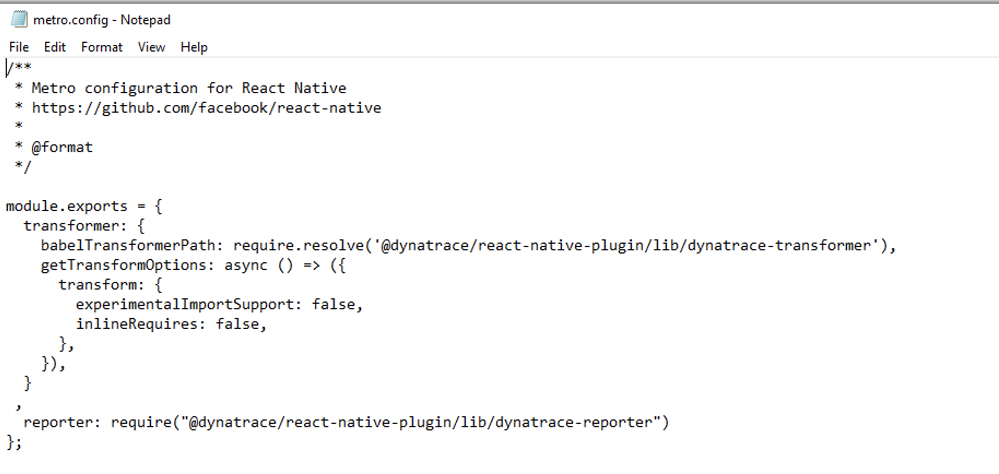 metro.config - Notepad
File Edit Format View Help
/**
 * Metro configuration for React Native
 * https://github.com/facebook/react-native
 *
 * @format
 */

module.exports = {
  transformer: {
    babelTransformerPath: require.resolve('@dynatrace/react-native-plugin/lib/dynatrace-transformer'),
    getTransformOptions: async () => ({
      transform: {
        experimentalImportSupport: false,
        inlineRequires: false,
      },
    }),
  }
 ,
  reporter: require("@dynatrace/react-native-plugin/lib/dynatrace-reporter")
};